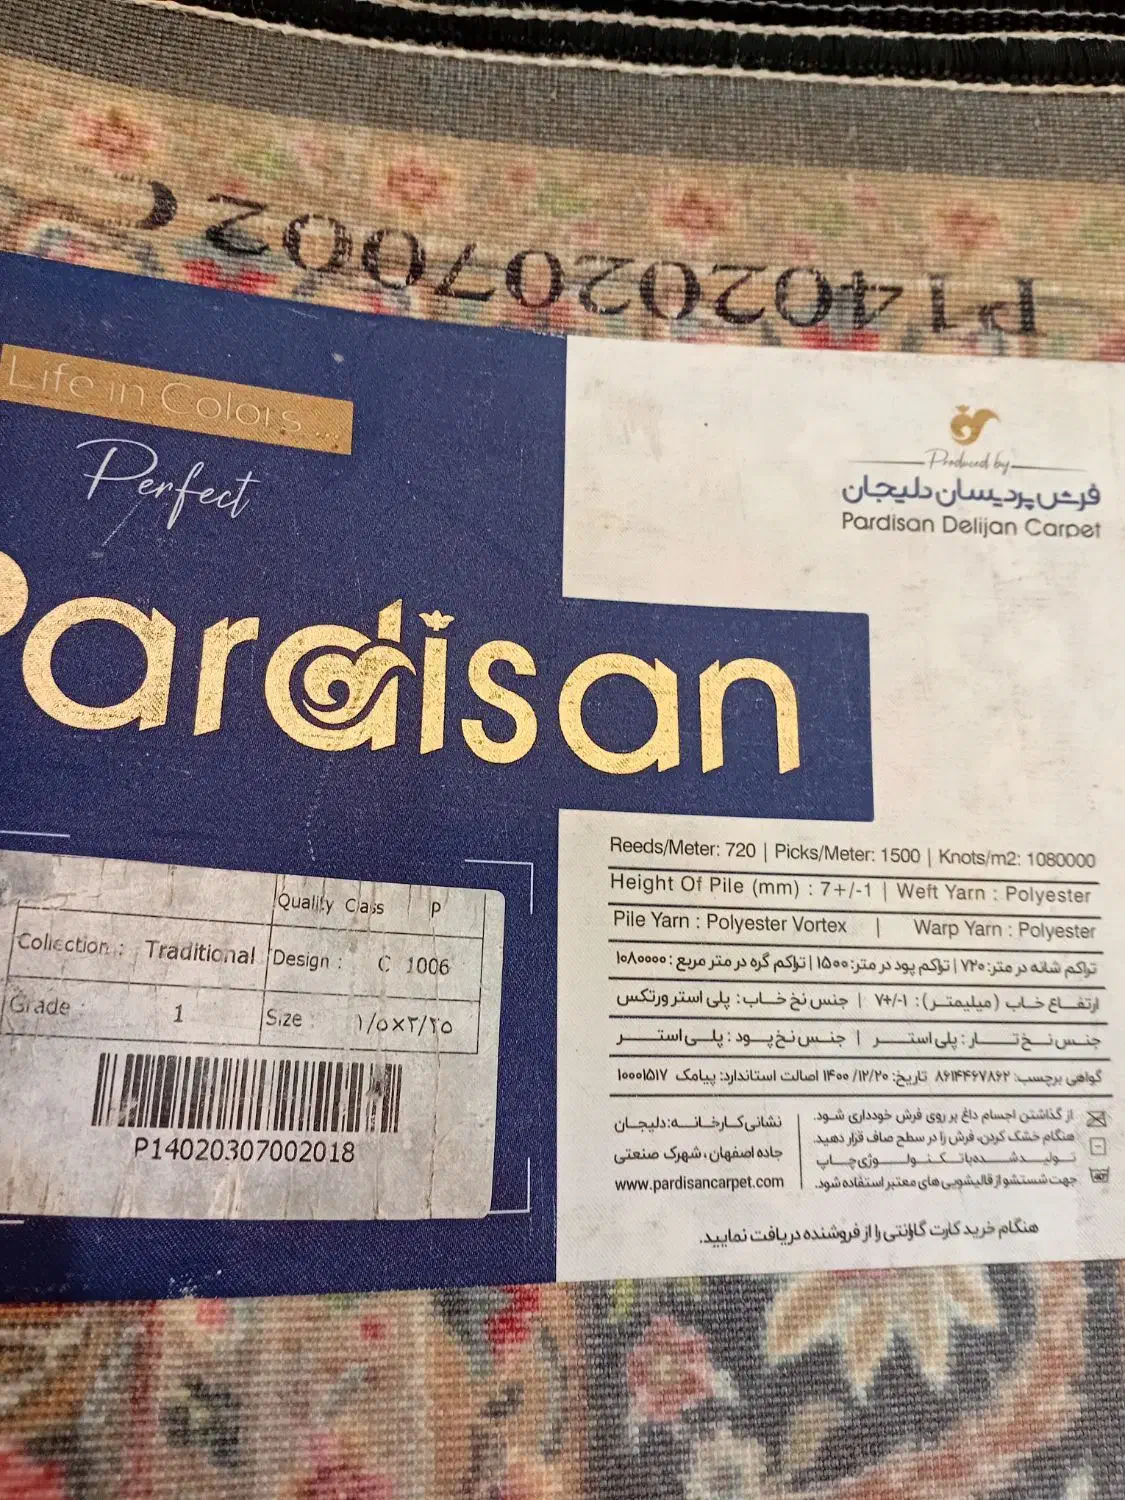 Life in Colors ...
Perfect
Pardisan
Produced by
فرش پردیسان دلیجان
Pardisan Delijan Carpet
Quality Class P
Collection : Traditional
Design : C 1006
Grade : 1
Size : ۱/۵×۲/۲۵
P14020307002018
Reeds/Meter: 720 | Picks/Meter: 1500 | Knots/m2: 1080000
Height Of Pile (mm) : 7+/-1 | Weft Yarn : Polyester
Pile Yarn : Polyester Vortex | Warp Yarn : Polyester
تراکم شانه در متر: ۷۲۰ | تراکم پود در متر: ۱۵۰۰ | تراکم گره در متر مربع : ۱۰۸۰۰۰۰
ارتفاع خاب (میلیمتر) : ۷+/-۱ | جنس نخ خاب : پلی استر ورتکس
جنس نخ تار : پلی استر | جنس نخ پود : پلی استر
گواهی برچسب: ۸۶۱۴۴۶۷۸۶۲ تاریخ: ۱۴۰۰/۱۲/۲۰ اصالت استاندارد: پیامک ۱۰۰۰۱۵۱۷
از گذاشتن اجسام داغ بر روی فرش خودداری شود.
هنگام خشک کردن، فرش را در سطح صاف قرار دهید.
تولید شده با تکنولوژی چاپ
جهت شستشو از قالیشویی های معتبر استفاده شود.
نشانی کارخانه: دلیجان
جاده اصفهان، شهرک صنعتی
www.pardisancarpet.com
هنگام خرید کارت گارانتی را از فروشنده دریافت نمایید.